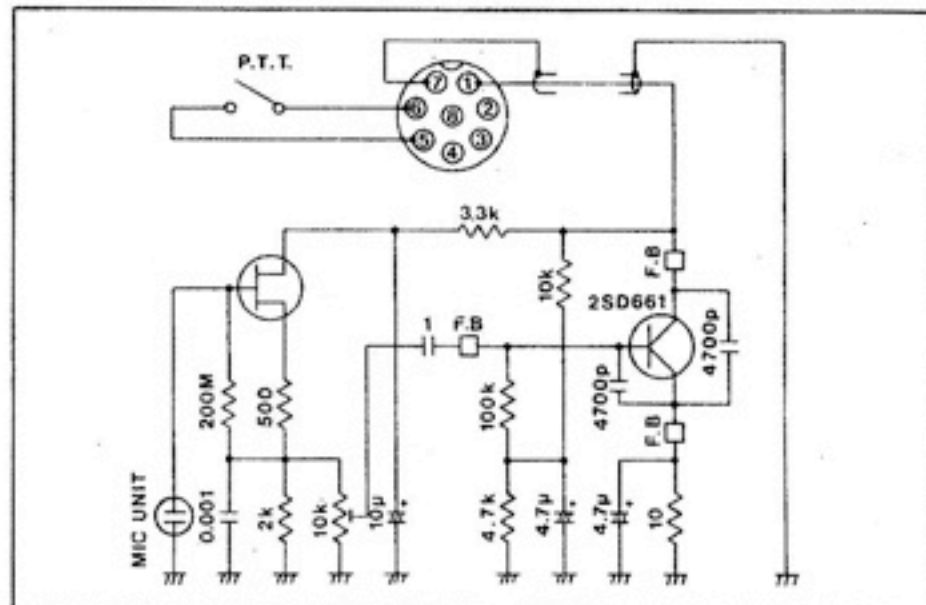 P.T.T.
7
1
6
8
2
5
3
4
3.3k
F.B
10k
2SD661
1
F.B
4700p
4700p
200M
500
100k
F.B
MIC UNIT
0.001
2k
10k
10μ
+
4.7k
4.7μ
+
4.7μ
+
10